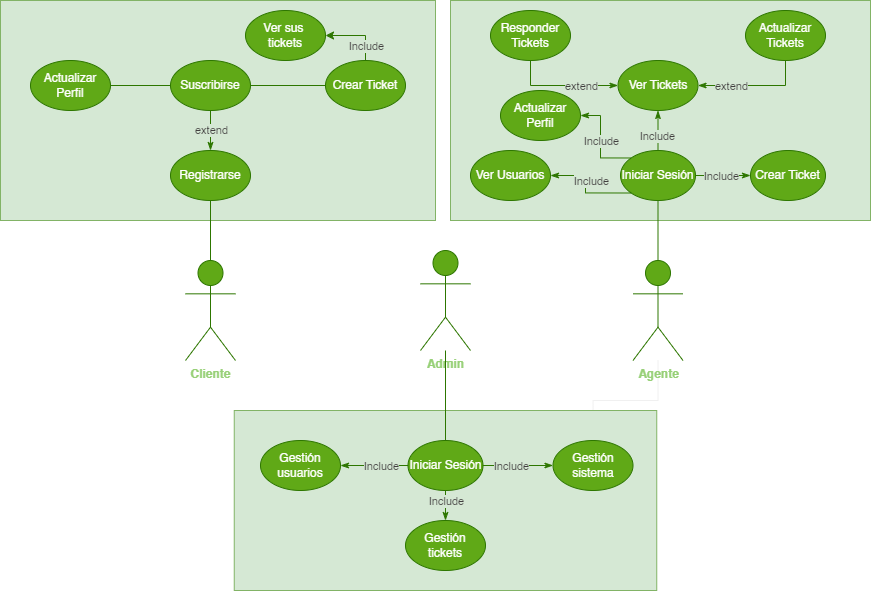 Ver sus
tickets
Include
Actualizar
Perfil
Suscribirse
Crear Ticket
extend
Registrarse
Responder
Tickets
Actualizar
Tickets
extend
Ver Tickets
extend
Actualizar
Perfil
Include
Include
Ver Usuarios
Include
Iniciar Sesión
Include
Crear Ticket
Cliente
Admin
Agente
Gestión
usuarios
Include
Iniciar Sesión
Include
Gestión
sistema
Include
Gestión
tickets